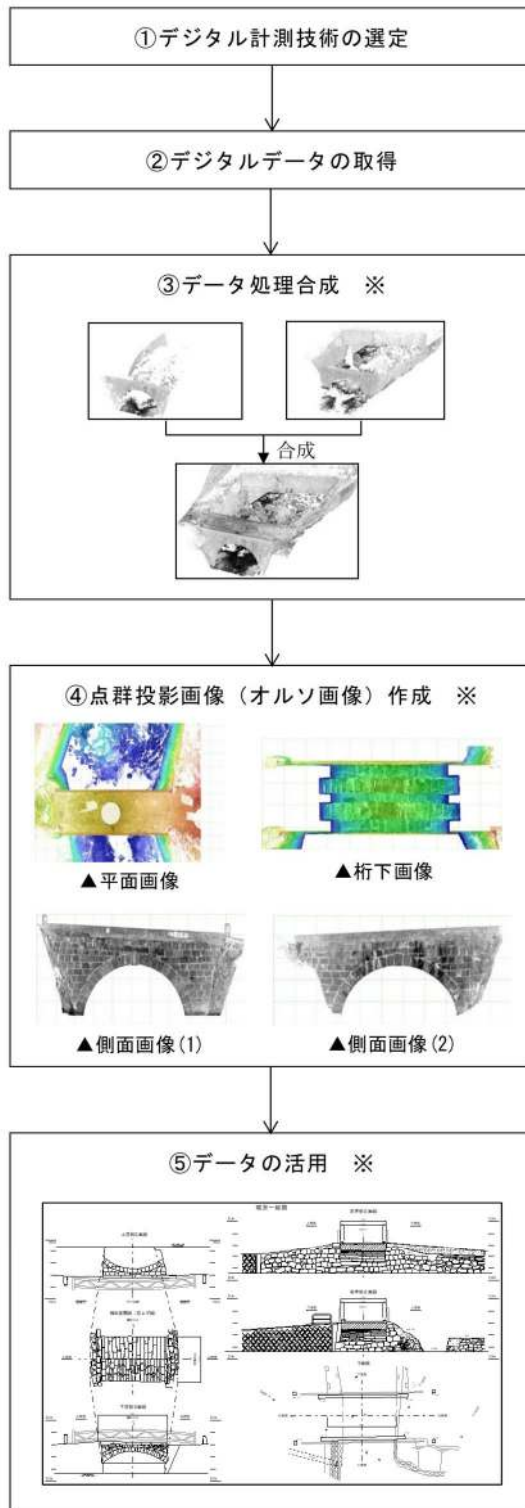 ①デジタル計測技術の選定
②デジタルデータの取得
③データ処理合成　※
合成
④点群投影画像（オルソ画像）作成　※
▲平面画像
▲桁下画像
▲側面画像(1)
▲側面画像(2)
⑤データの活用　※